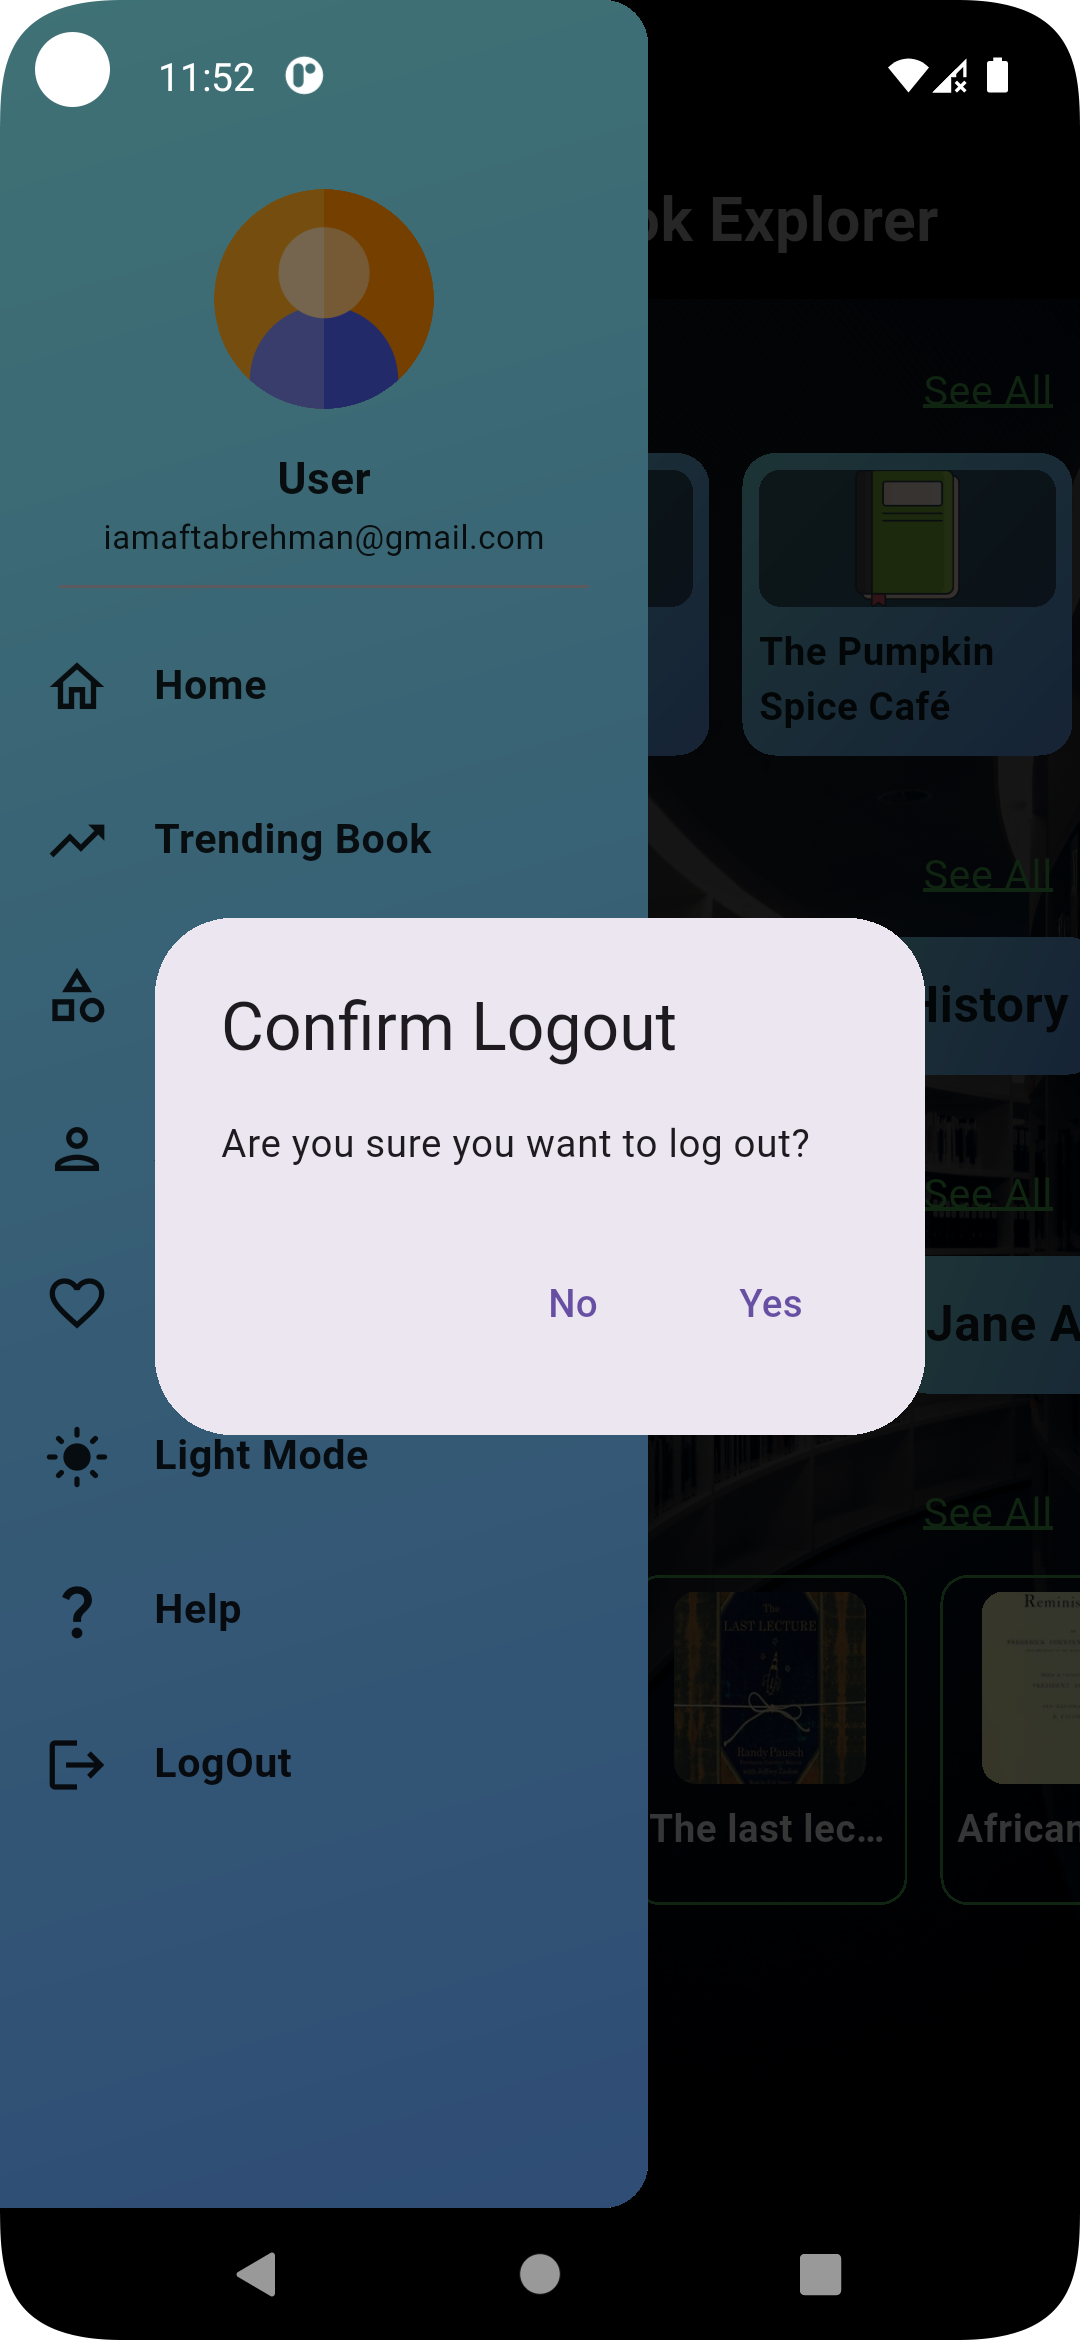 11:52
ok Explorer
User
iamaftabrehman@gmail.com
See All
The Pumpkin
Spice Café
Home
Trending Book
See All
History
Confirm Logout
Are you sure you want to log out?
See All
No
Yes
Jane A
Light Mode
See All
Help
The
LAST LECTURE
Randy Pausch
Reminis
LogOut
The last lec...
African